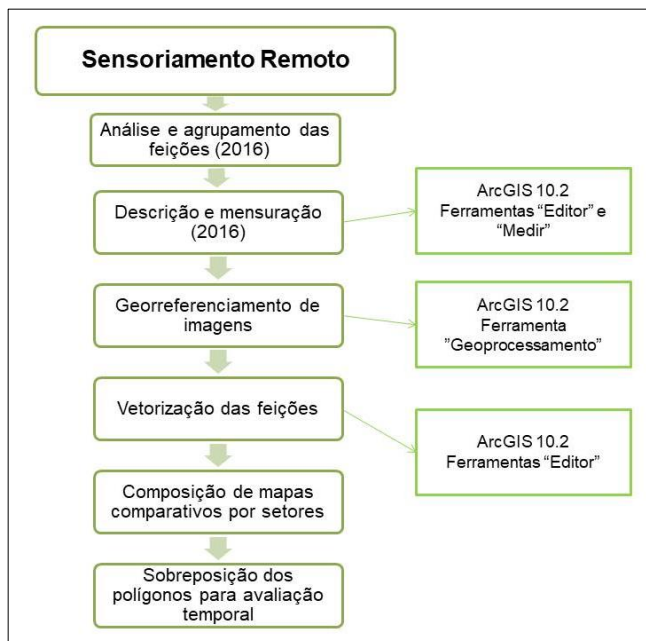 Sensoriamento Remoto
Análise e agrupamento das
feições (2016)
Descrição e mensuração
(2016)
ArcGIS 10.2
Ferramentas “Editor” e
“Medir”
Georreferenciamento de
imagens
ArcGIS 10.2
Ferramenta
”Geoprocessamento”
Vetorização das feições
ArcGIS 10.2
Ferramentas “Editor”
Composição de mapas
comparativos por setores
Sobreposição dos
polígonos para avaliação
temporal